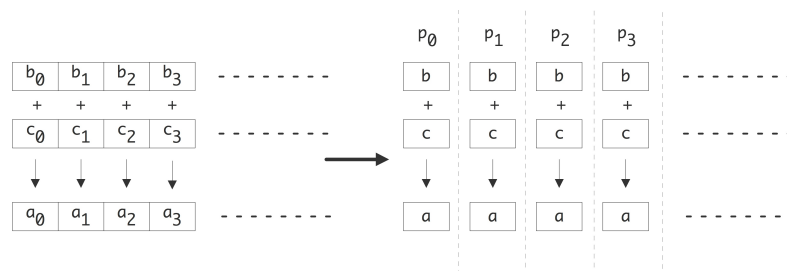 p0 p1 p2 p3
b0 b1 b2 b3 b b b b
+ + + + + + + +
c0 c1 c2 c3 c c c c
a0 a1 a2 a3 a a a a